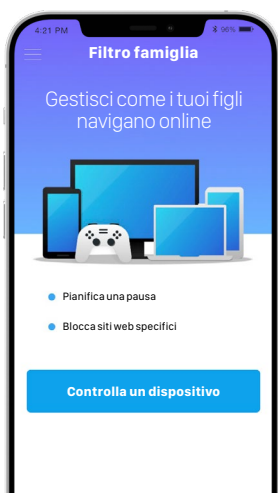 4:21 PM 96%
Filtro famiglia
Gestisci come i tuoi figli
navigano online
Pianifica una pausa
Blocca siti web specifici
Controlla un dispositivo